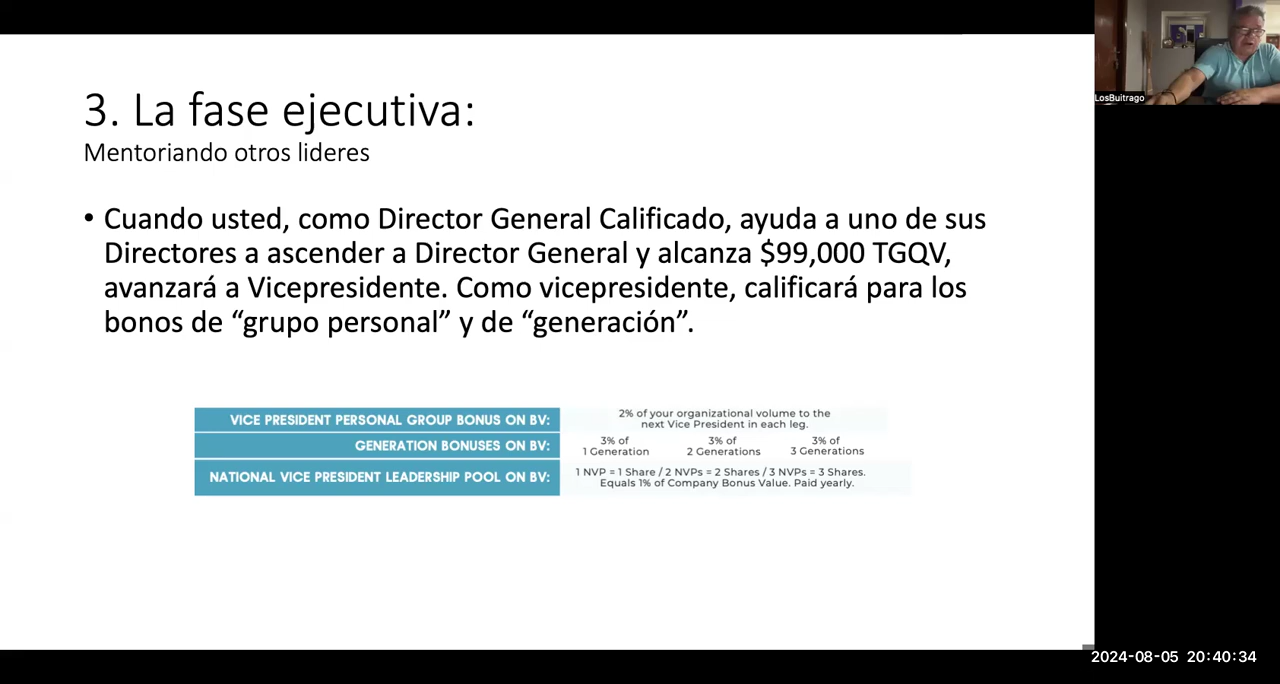 3. La fase ejecutiva:
Mentoriando otros lideres
• Cuando usted, como Director General Calificado, ayuda a uno de sus
Directores a ascender a Director General y alcanza $99,000 TGQV,
avanzará a Vicepresidente. Como vicepresidente, calificará para los
bonos de “grupo personal” y de “generación”.
VICE PRESIDENT PERSONAL GROUP BONUS ON BV:
2% of your organizational volume to the
next Vice President in each leg.
GENERATION BONUSES ON BV:
3% of 3% of 3% of
1 Generation 2 Generations 3 Generations
NATIONAL VICE PRESIDENT LEADERSHIP POOL ON BV:
1 NVP = 1 Share / 2 NVPs = 2 Shares / 3 NVPs = 3 Shares.
Equals 1% of Company Bonus Value. Paid yearly.
LosBuitrago
2024-08-05 20:40:34